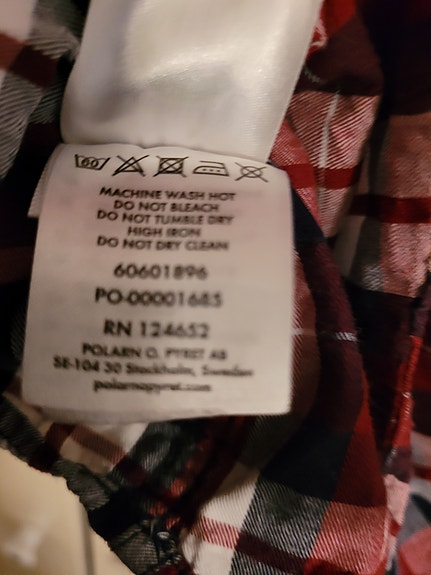 60
MACHINE WASH HOT
DO NOT BLEACH
DO NOT TUMBLE DRY
HIGH IRON
DO NOT DRY CLEAN
60601896
PO-00001685
RN 124652
POLARN O. PYRET AB
SE-104 30 Stockholm, Sweden
polarnopyret.com